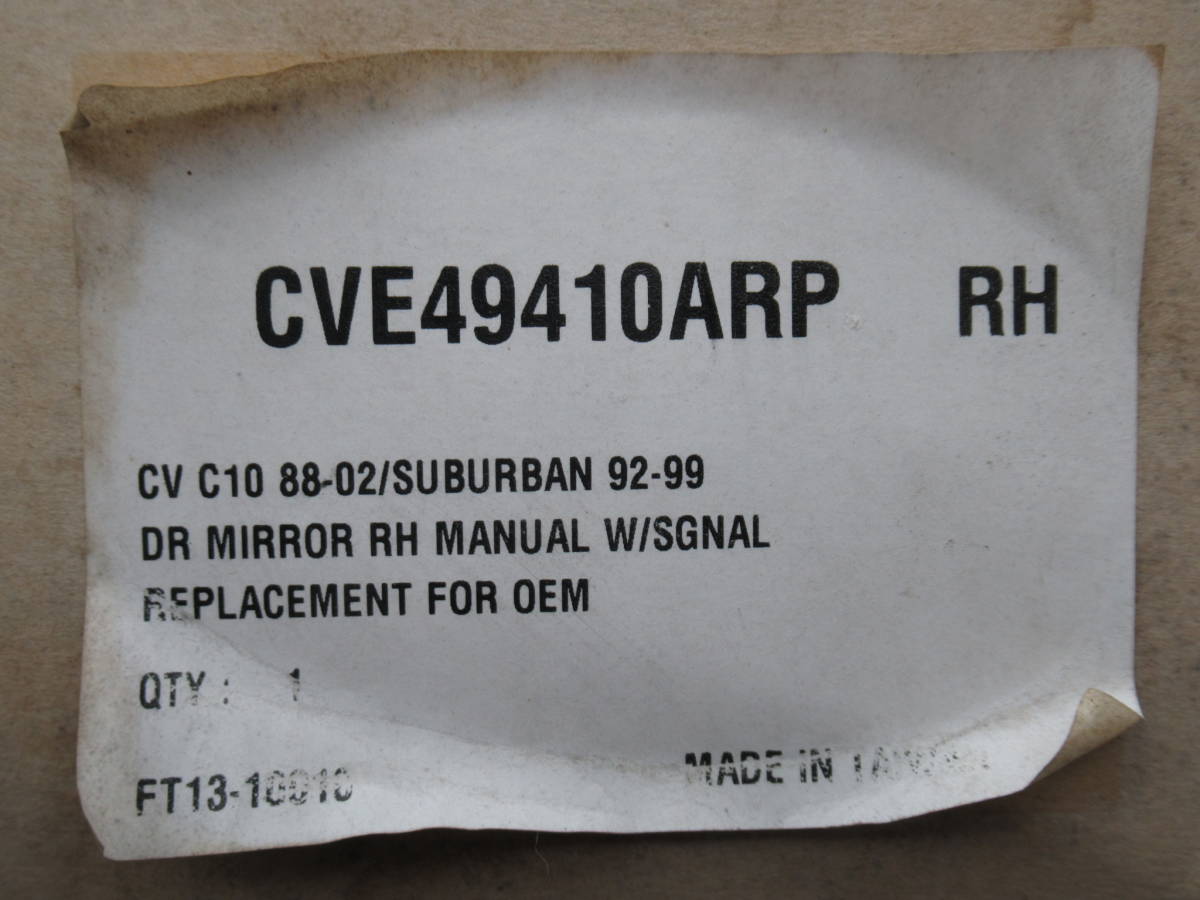 CVE49410ARP RH
CV C10 88-02/SUBURBAN 92-99
DR MIRROR RH MANUAL W/SGNAL
REPLACEMENT FOR OEM
QTY : 1
MADE IN TAIWAN